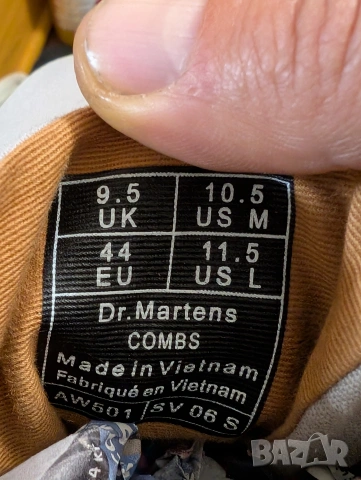 9.5 10.5
UK US M
44 11.5
EU US L
Dr.Martens
COMBS
Made in Vietnam
Fabriqué en Vietnam
AW501 SV 06 S
BAZAR